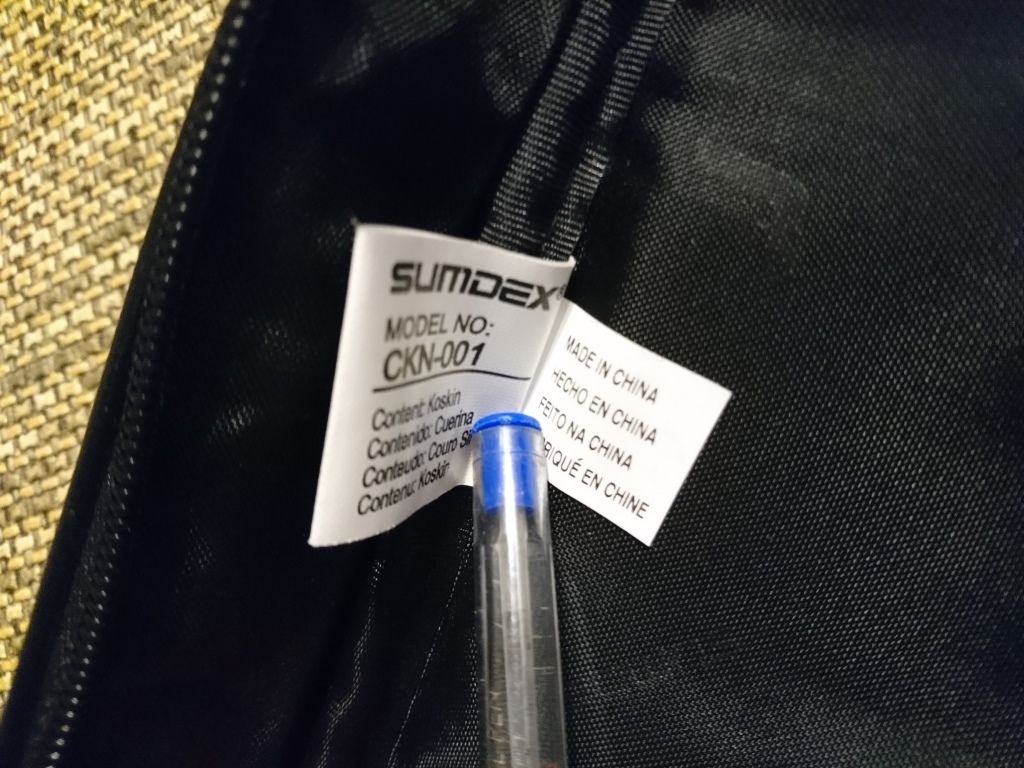 SUMDEX
MODEL NO:
CKN-001
Content: Koskin
Contenido: Cuerina
Conteudo: Couro
Contenu: Koskin
MADE IN CHINA
HECHO EN CHINA
FEITO NA CHINA
EN CHINE